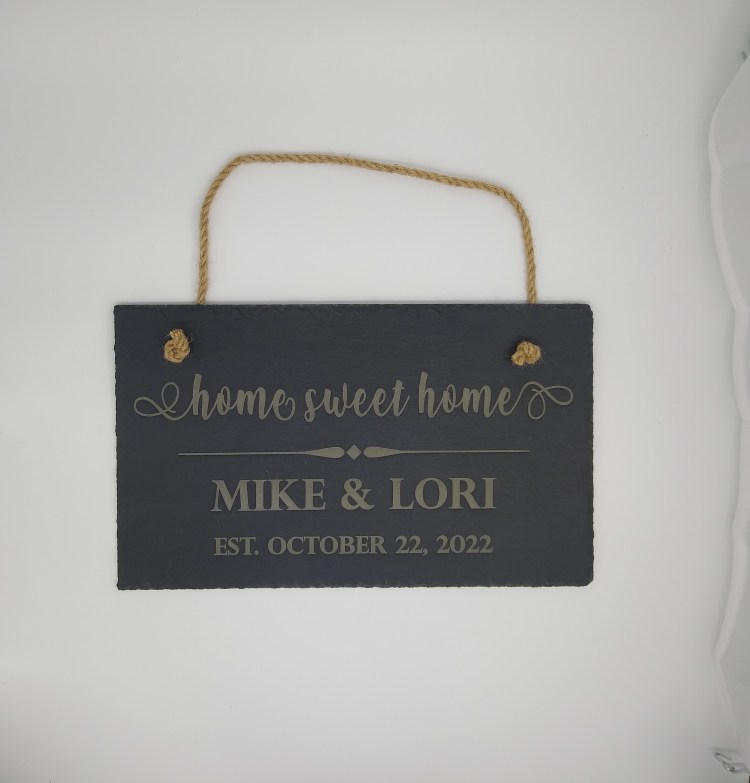 home sweet home
MIKE & LORI
EST. OCTOBER 22, 2022